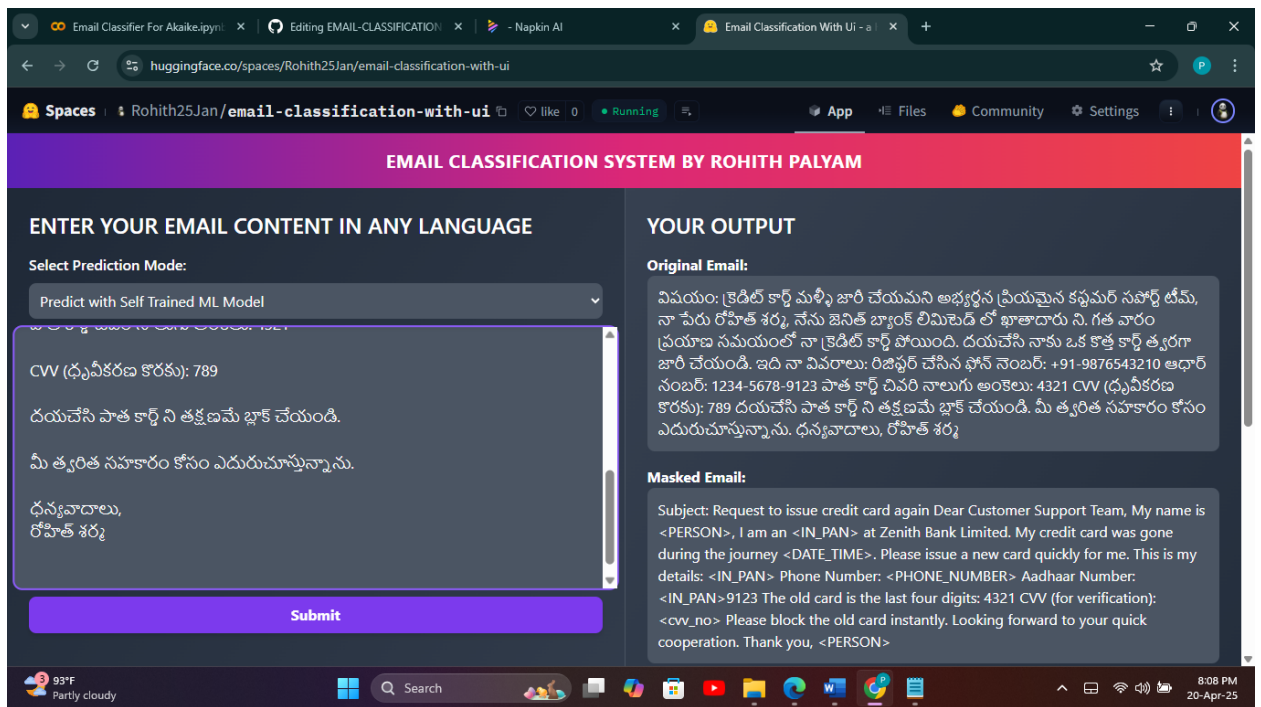 Email Classifier For Akaike.ipynb
Editing EMAIL-CLASSIFICATION
- Napkin AI
Email Classification With Ui - a
huggingface.co/spaces/Rohith25Jan/email-classification-with-ui
P
Spaces
Rohith25Jan/email-classification-with-ui
like 0
Running
App
Files
Community
Settings
EMAIL CLASSIFICATION SYSTEM BY ROHITH PALYAM
ENTER YOUR EMAIL CONTENT IN ANY LANGUAGE
Select Prediction Mode:
Predict with Self Trained ML Model
CVV (ధృవీకరణ కొరకు): 789
దయచేసి పాత కార్డ్ ని తక్షణమే బ్లాక్ చేయండి.
మీ త్వరిత సహకారం కోసం ఎదురుచూస్తున్నాను.
ధన్యవాదాలు,
రోహిత్ శర్మ
Submit
YOUR OUTPUT
Original Email:
విషయం: క్రెడిట్ కార్డ్ మళ్ళీ జారీ చేయమని అభ్యర్థన ప్రియమైన కస్టమర్ సపోర్ట్ టీమ్,
నా పేరు రోహిత్ శర్మ, నేను జెనిత్ బ్యాంక్ లిమిటెడ్ లో ఖాతాదారు ని. గత వారం
ప్రయాణ సమయంలో నా క్రెడిట్ కార్డ్ పోయింది. దయచేసి నాకు ఒక కొత్త కార్డ్ త్వరగా
జారీ చేయండి. ఇది నా వివరాలు: రిజిష్టర్ చేసిన ఫోన్ నెంబర్: +91-9876543210 ఆధార్
నంబర్: 1234-5678-9123 పాత కార్డ్ చివరి నాలుగు అంకెలు: 4321 CVV (ధృవీకరణ
కొరకు): 789 దయచేసి పాత కార్డ్ ని తక్షణమే బ్లాక్ చేయండి. మీ త్వరిత సహకారం కోసం
ఎదురుచూస్తున్నాను. ధన్యవాదాలు, రోహిత్ శర్మ
Masked Email:
Subject: Request to issue credit card again Dear Customer Support Team, My name is
<PERSON>, I am an <IN_PAN> at Zenith Bank Limited. My credit card was gone
during the journey <DATE_TIME>. Please issue a new card quickly for me. This is my
details: <IN_PAN> Phone Number: <PHONE_NUMBER> Aadhaar Number:
<IN_PAN>9123 The old card is the last four digits: 4321 CVV (for verification):
<cvv_no> Please block the old card instantly. Looking forward to your quick
cooperation. Thank you, <PERSON>
3
93°F
Partly cloudy
Search
8:08 PM
20-Apr-25